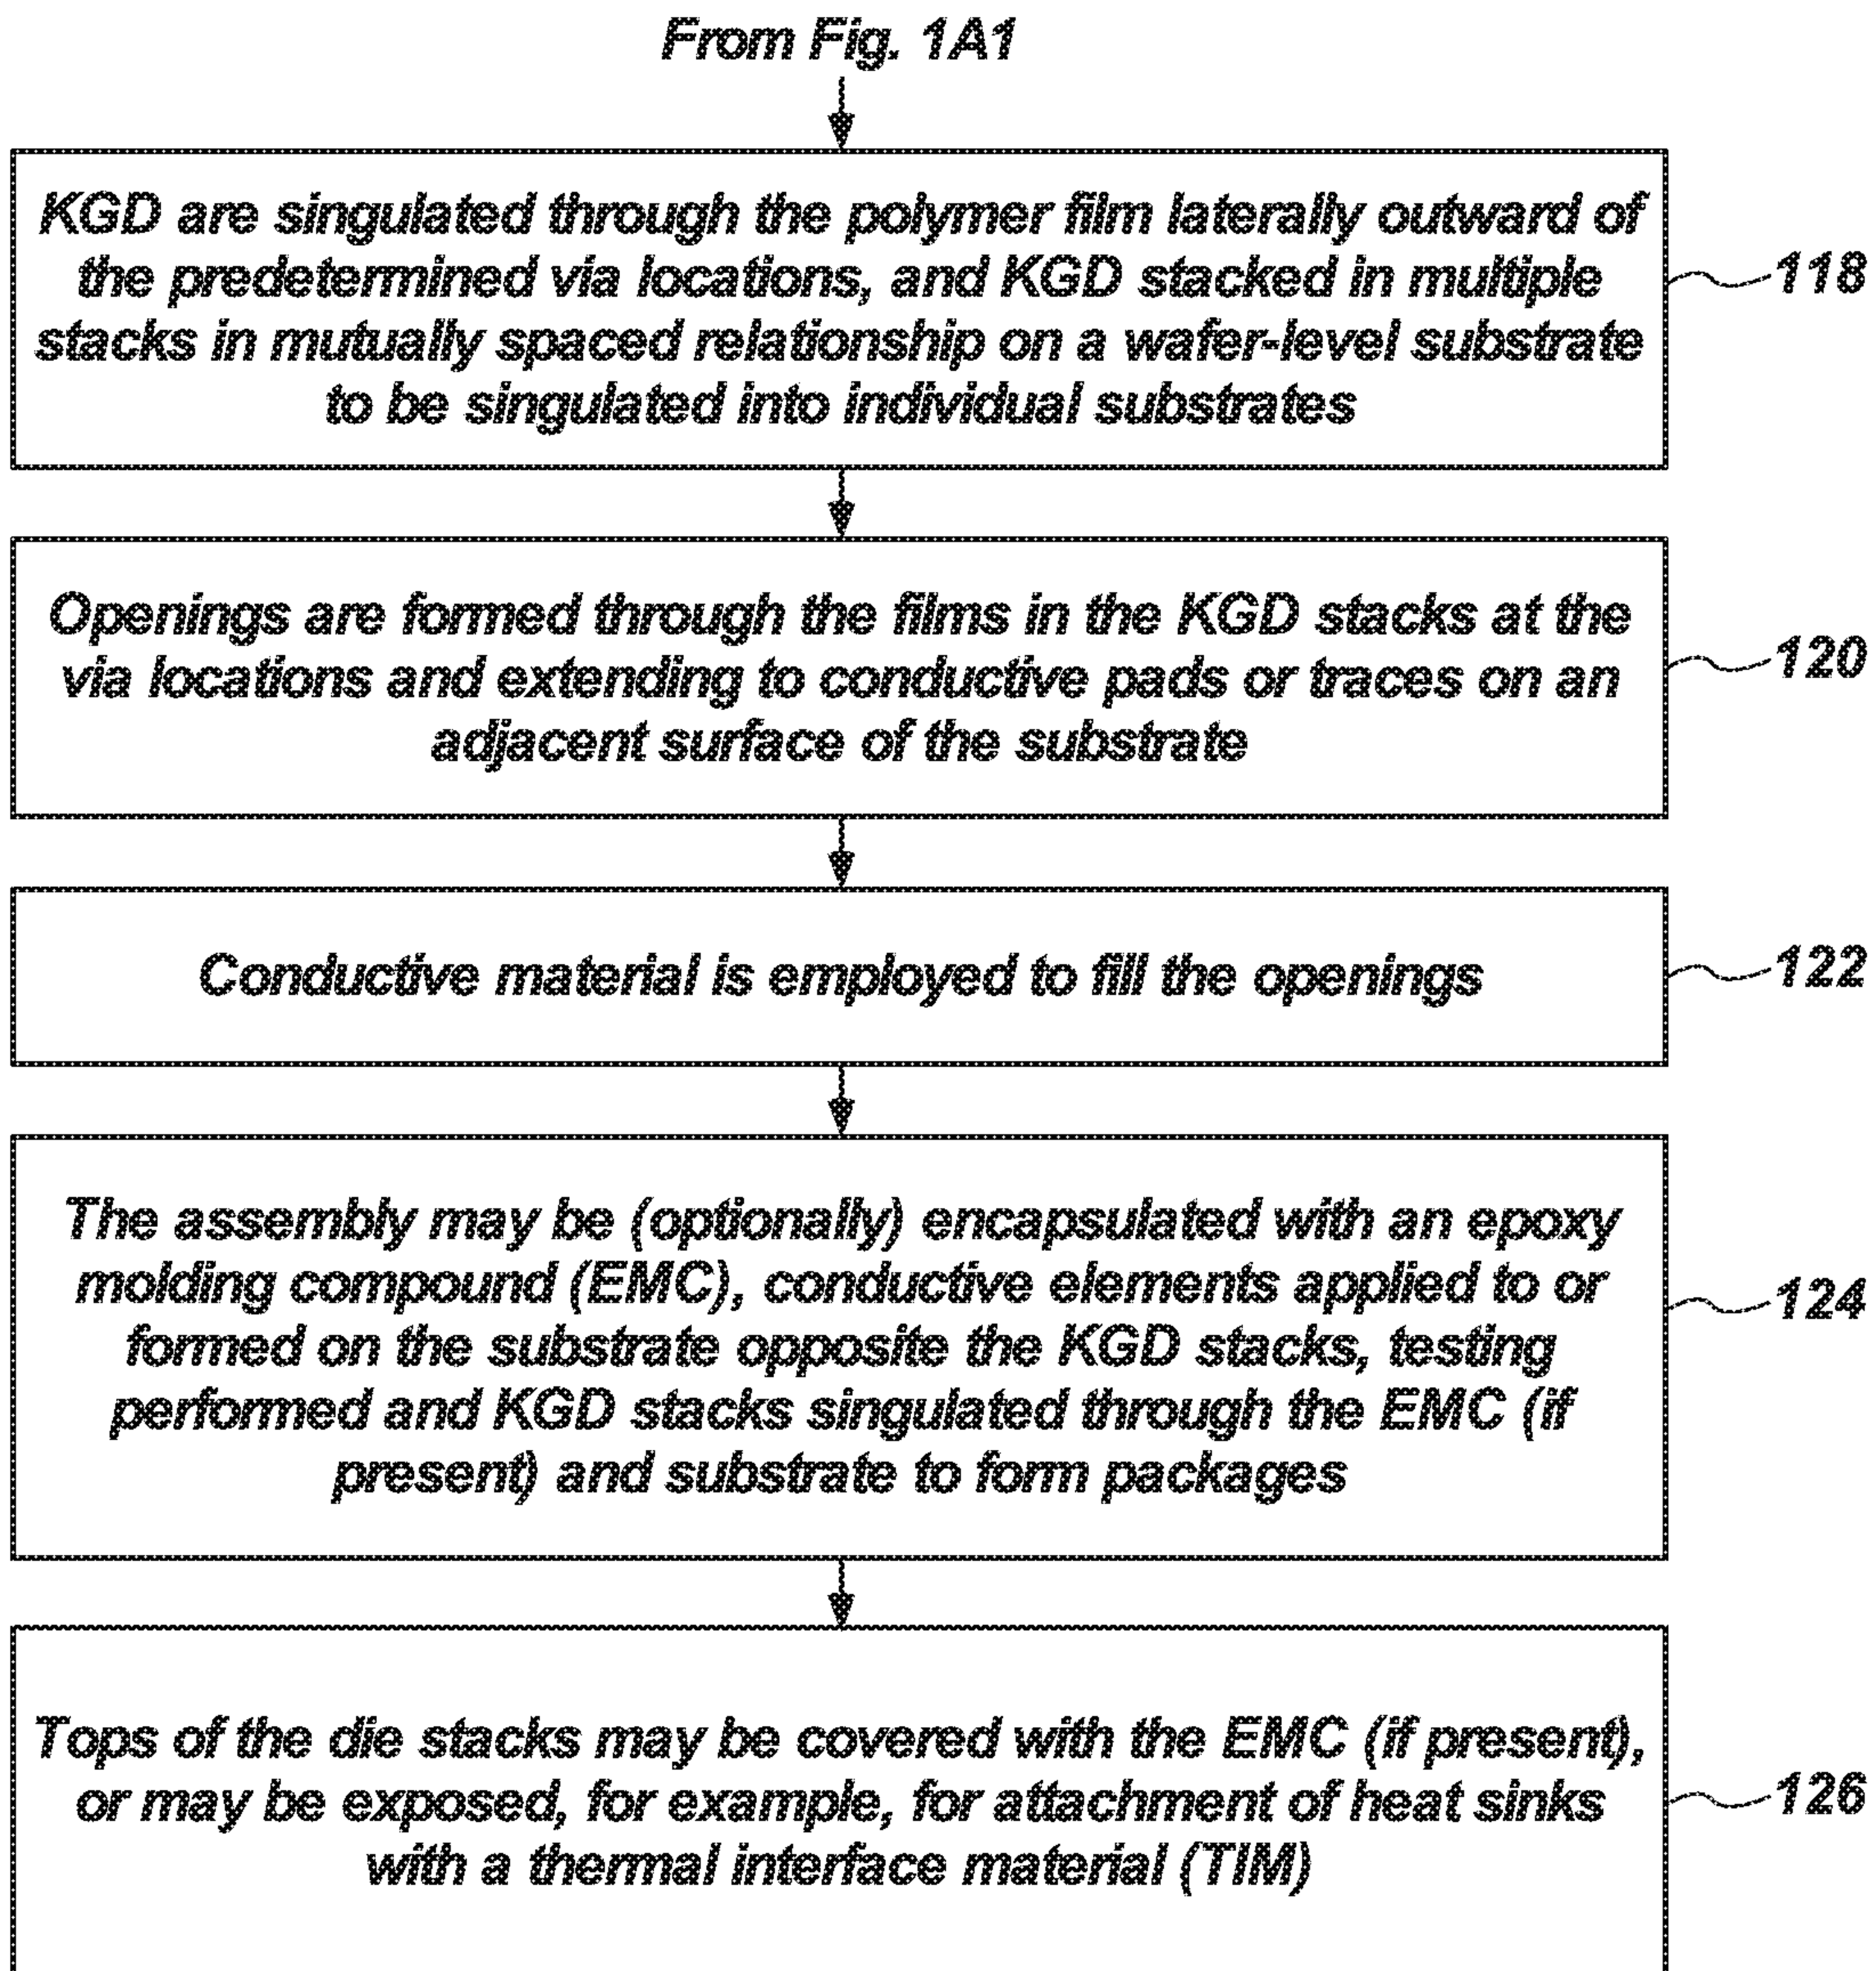 From Fig. 1A1
KGD are singulated through the polymer film laterally outward of
the predetermined via locations, and KGD stacked in multiple
stacks in mutually spaced relationship on a wafer-level substrate
to be singulated into individual substrates
118
Openings are formed through the films in the KGD stacks at the
via locations and extending to conductive pads or traces on an
adjacent surface of the substrate
120
Conductive material is employed to fill the openings
122
The assembly may be (optionally) encapsulated with an epoxy
molding compound (EMC), conductive elements applied to or
formed on the substrate opposite the KGD stacks, testing
performed and KGD stacks singulated through the EMC (if
present) and substrate to form packages
124
Tops of the die stacks may be covered with the EMC (if present),
or may be exposed, for example, for attachment of heat sinks
with a thermal interface material (TIM)
126